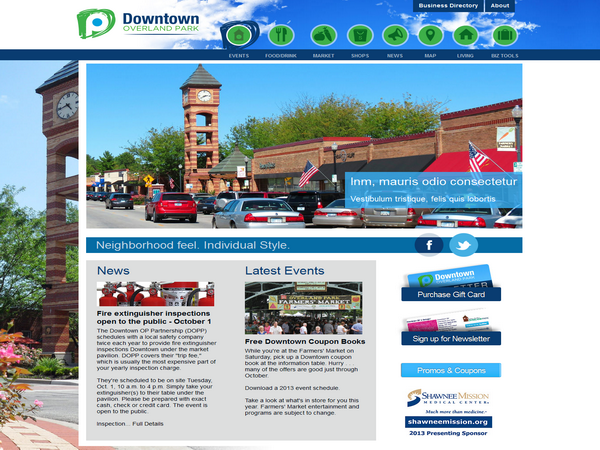 Business Directory
About
Downtown
OVERLAND PARK
EVENTS
FOOD/DRINK
MARKET
SHOPS
NEWS
MAP
LIVING
BIZ TOOLS
Inm, mauris odio consectetur
Vestibulum tristique, felis quis lobortis...
Neighborhood feel. Individual Style.
News
Fire extinguisher inspections
open to the public - October 1
The Downtown OP Partnership (DOPP)
schedules with a local safety company
twice each year to provide fire extinguisher
inspections Downtown under the market
pavilion. DOPP covers their "trip fee,"
which is usually the most expensive part of
your yearly inspection charge.
They're scheduled to be on site Tuesday,
Oct. 1, 10 a.m. to 4 p.m. Simply take your
extinguisher(s) to their table under the
pavilion. Please be prepared with exact
cash, check or credit card. The event is
open to the public.
Inspection... Full Details
Latest Events
OVERLAND PARK
FARMERS' MARKET
Free Downtown Coupon Books
While you're at the Farmers' Market on
Saturday, pick up a Downtown coupon
book at the information table. Hurry ...
many of the offers are good just through
October.
Download a 2013 event schedule.
Take a look at what's in store for you this
year. Farmers' Market entertainment and
programs are subject to change.
Downtown
Purchase Gift Card
Sign up for Newsletter
Promos & Coupons
SHAWNEE MISSION
MEDICAL CENTER
Much more than medicine
shawneemission.org
2013 Presenting Sponsor